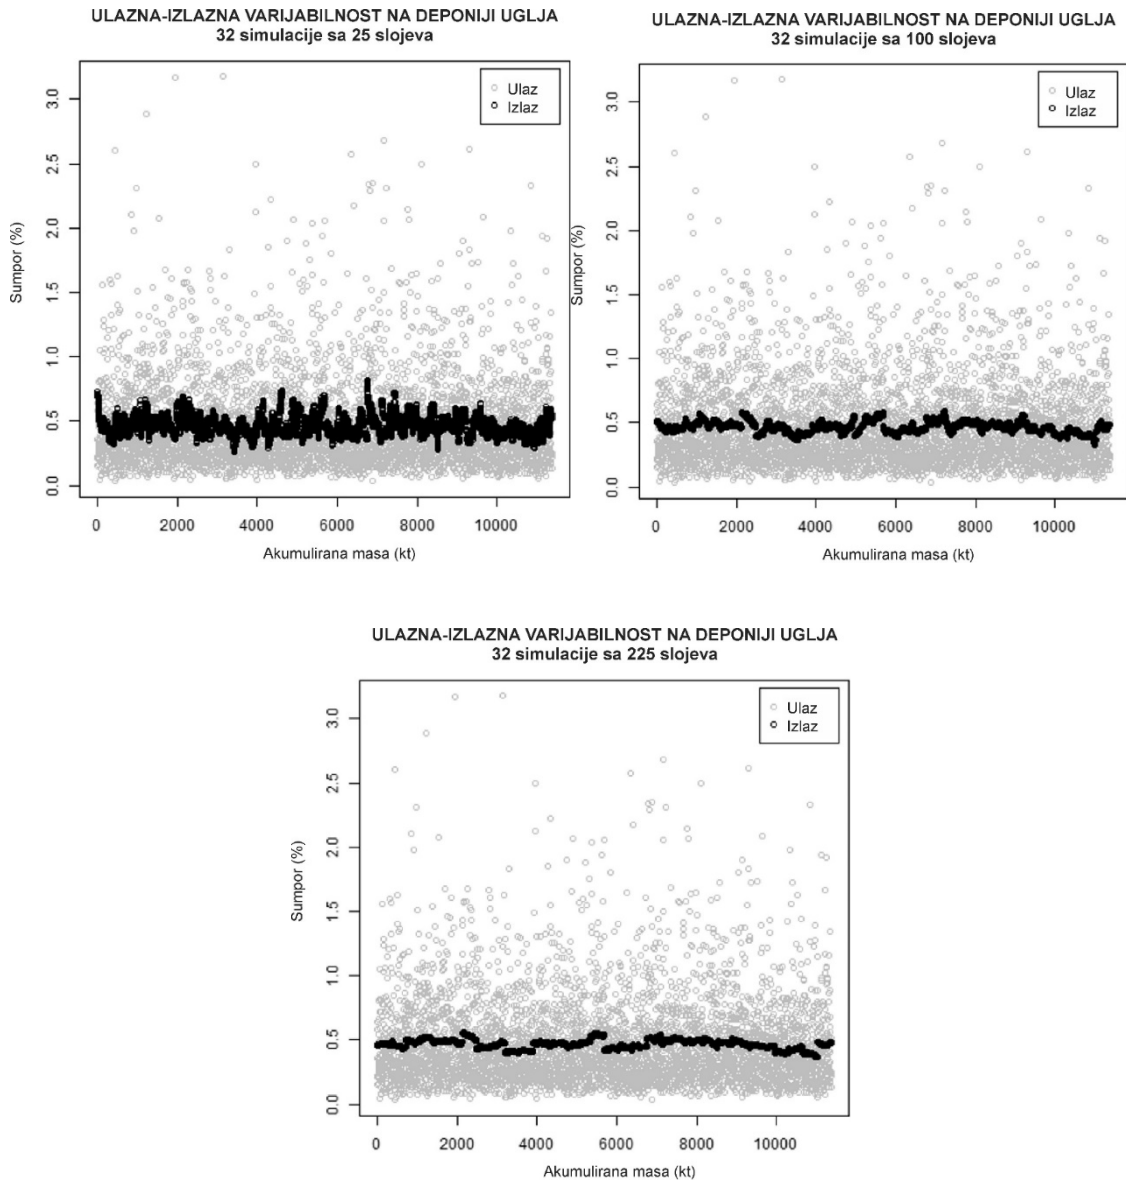 ULAZNA-IZLAZNA VARIJABILNOST NA DEPONIJI UGLJA
32 simulacije sa 25 slojeva
Ulaz
Izlaz
Sumpor (%)
3.0
2.5
2.0
1.5
1.0
0.5
0.0
0 2000 4000 6000 8000 10000
Akumulirana masa (kt)
ULAZNA-IZLAZNA VARIJABILNOST NA DEPONIJI UGLJA
32 simulacije sa 100 slojeva
Ulaz
Izlaz
Sumpor (%)
3.0
2.5
2.0
1.5
1.0
0.5
0.0
0 2000 4000 6000 8000 10000
Akumulirana masa (kt)
ULAZNA-IZLAZNA VARIJABILNOST NA DEPONIJI UGLJA
32 simulacije sa 225 slojeva
Ulaz
Izlaz
Sumpor (%)
3.0
2.5
2.0
1.5
1.0
0.5
0.0
0 2000 4000 6000 8000 10000
Akumulirana masa (kt)